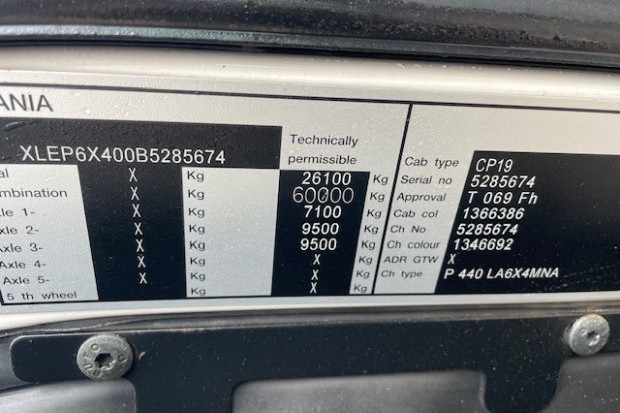 ANIA
XLEP6X400B5285674
Technically
permissible
al X Kg 26100 Kg
mbination X Kg 60000 Kg
xle 1- X Kg 7100 Kg
xle 2- X Kg 9500 Kg
xle 3- X Kg 9500 Kg
Axle 4- X Kg X Kg
Axle 5- X Kg X Kg
5 th wheel Kg X Kg
Cab type CP19
Serial no 5285674
Approval T 069 Fh
Cab col 1366386
Ch No 5285674
Ch colour 1346692
ADR GTW X
Ch type P 440 LA6X4MNA